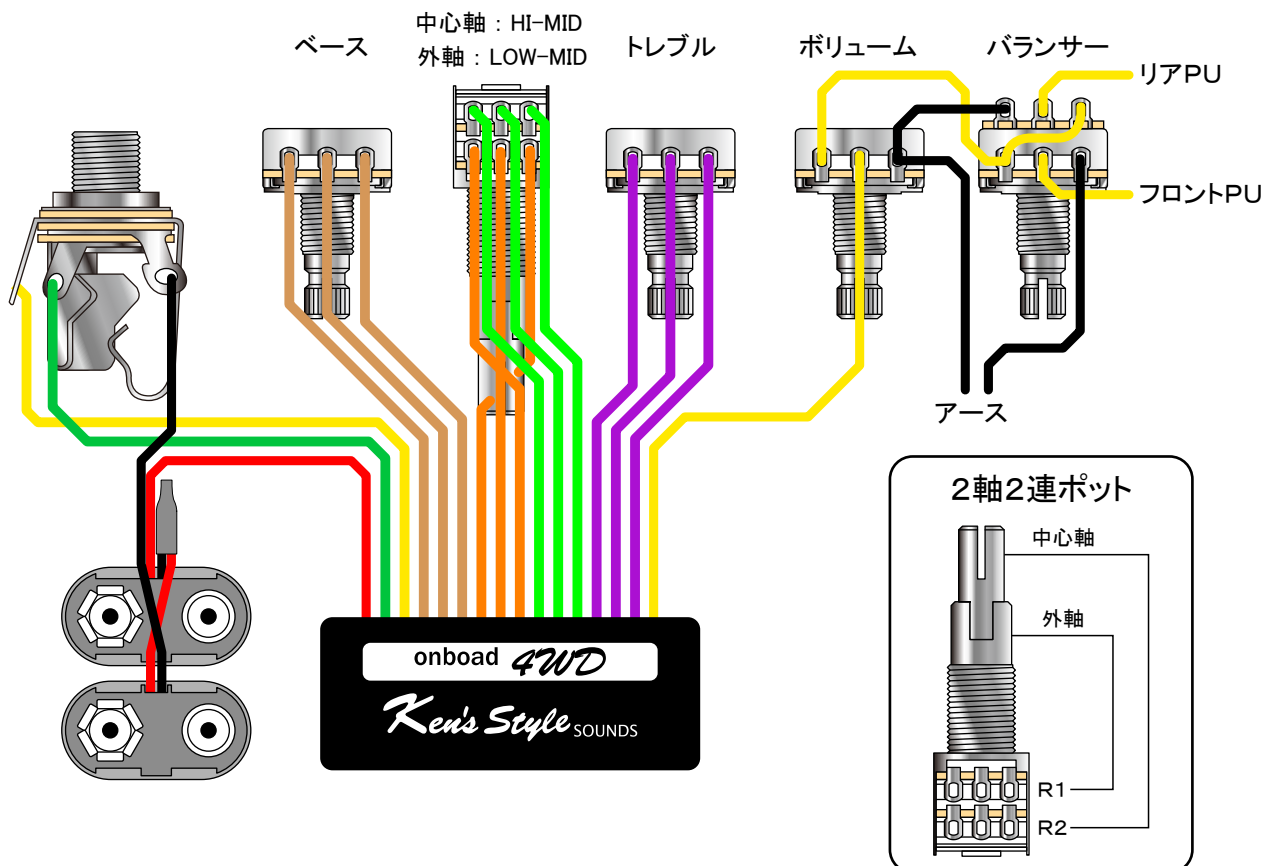 ベース
中心軸：HI-MID
外軸：LOW-MID
トレブル
ボリューム
バランサー
リアPU
フロントPU
アース
onboad 4WD
Ken's Style SOUNDS
2軸2連ポット
中心軸
外軸
R1
R2